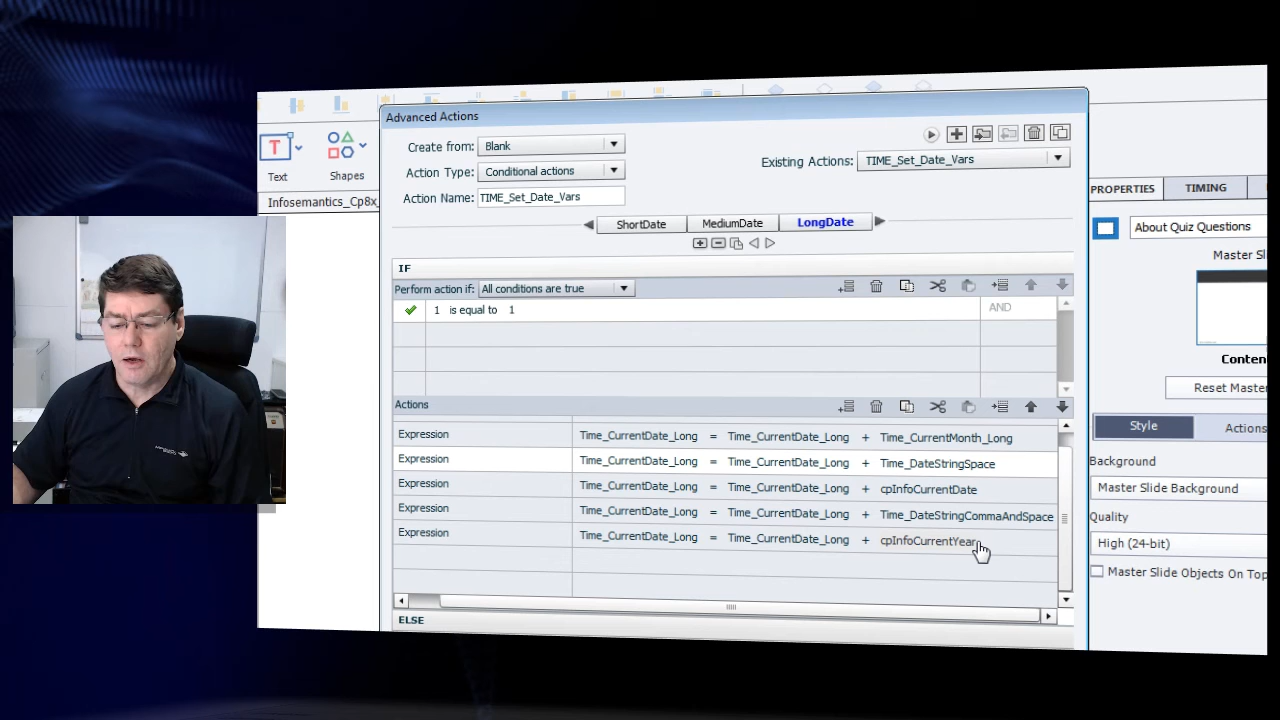 Advanced Actions
Create from: Blank
Existing Actions: TIME_Set_Date_Vars
Action Type: Conditional actions
Action Name: TIME_Set_Date_Vars
ShortDate MediumDate LongDate
IF
Perform action if: All conditions are true
1 is equal to 1 AND
Actions
Expression Time_CurrentDate_Long = Time_CurrentDate_Long + Time_CurrentMonth_Long
Expression Time_CurrentDate_Long = Time_CurrentDate_Long + Time_DateStringSpace
Expression Time_CurrentDate_Long = Time_CurrentDate_Long + cpInfoCurrentDate
Expression Time_CurrentDate_Long = Time_CurrentDate_Long + Time_DateStringCommaAndSpace
Expression Time_CurrentDate_Long = Time_CurrentDate_Long + cpInfoCurrentYear
ELSE
T
Text Shapes
Infosemantics_Cp8x_
PROPERTIES TIMING
About Quiz Questions
Master Sli
Conten
Reset Master
Style Actions
Background
Master Slide Background
Quality
High (24-bit)
Master Slide Objects On Top